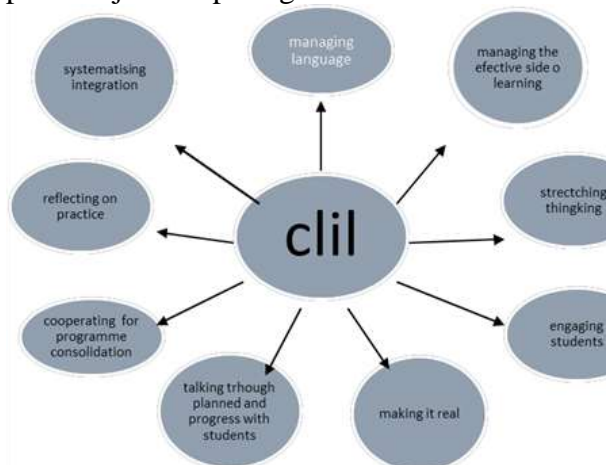 managing
language
managing the
efective side o
learning
systematising
integration
strectching
thingking
reflecting on
practice
clil
engaging
students
cooperating for
programme
consolidation
talking trhough
planned and
progress with
students
making it real